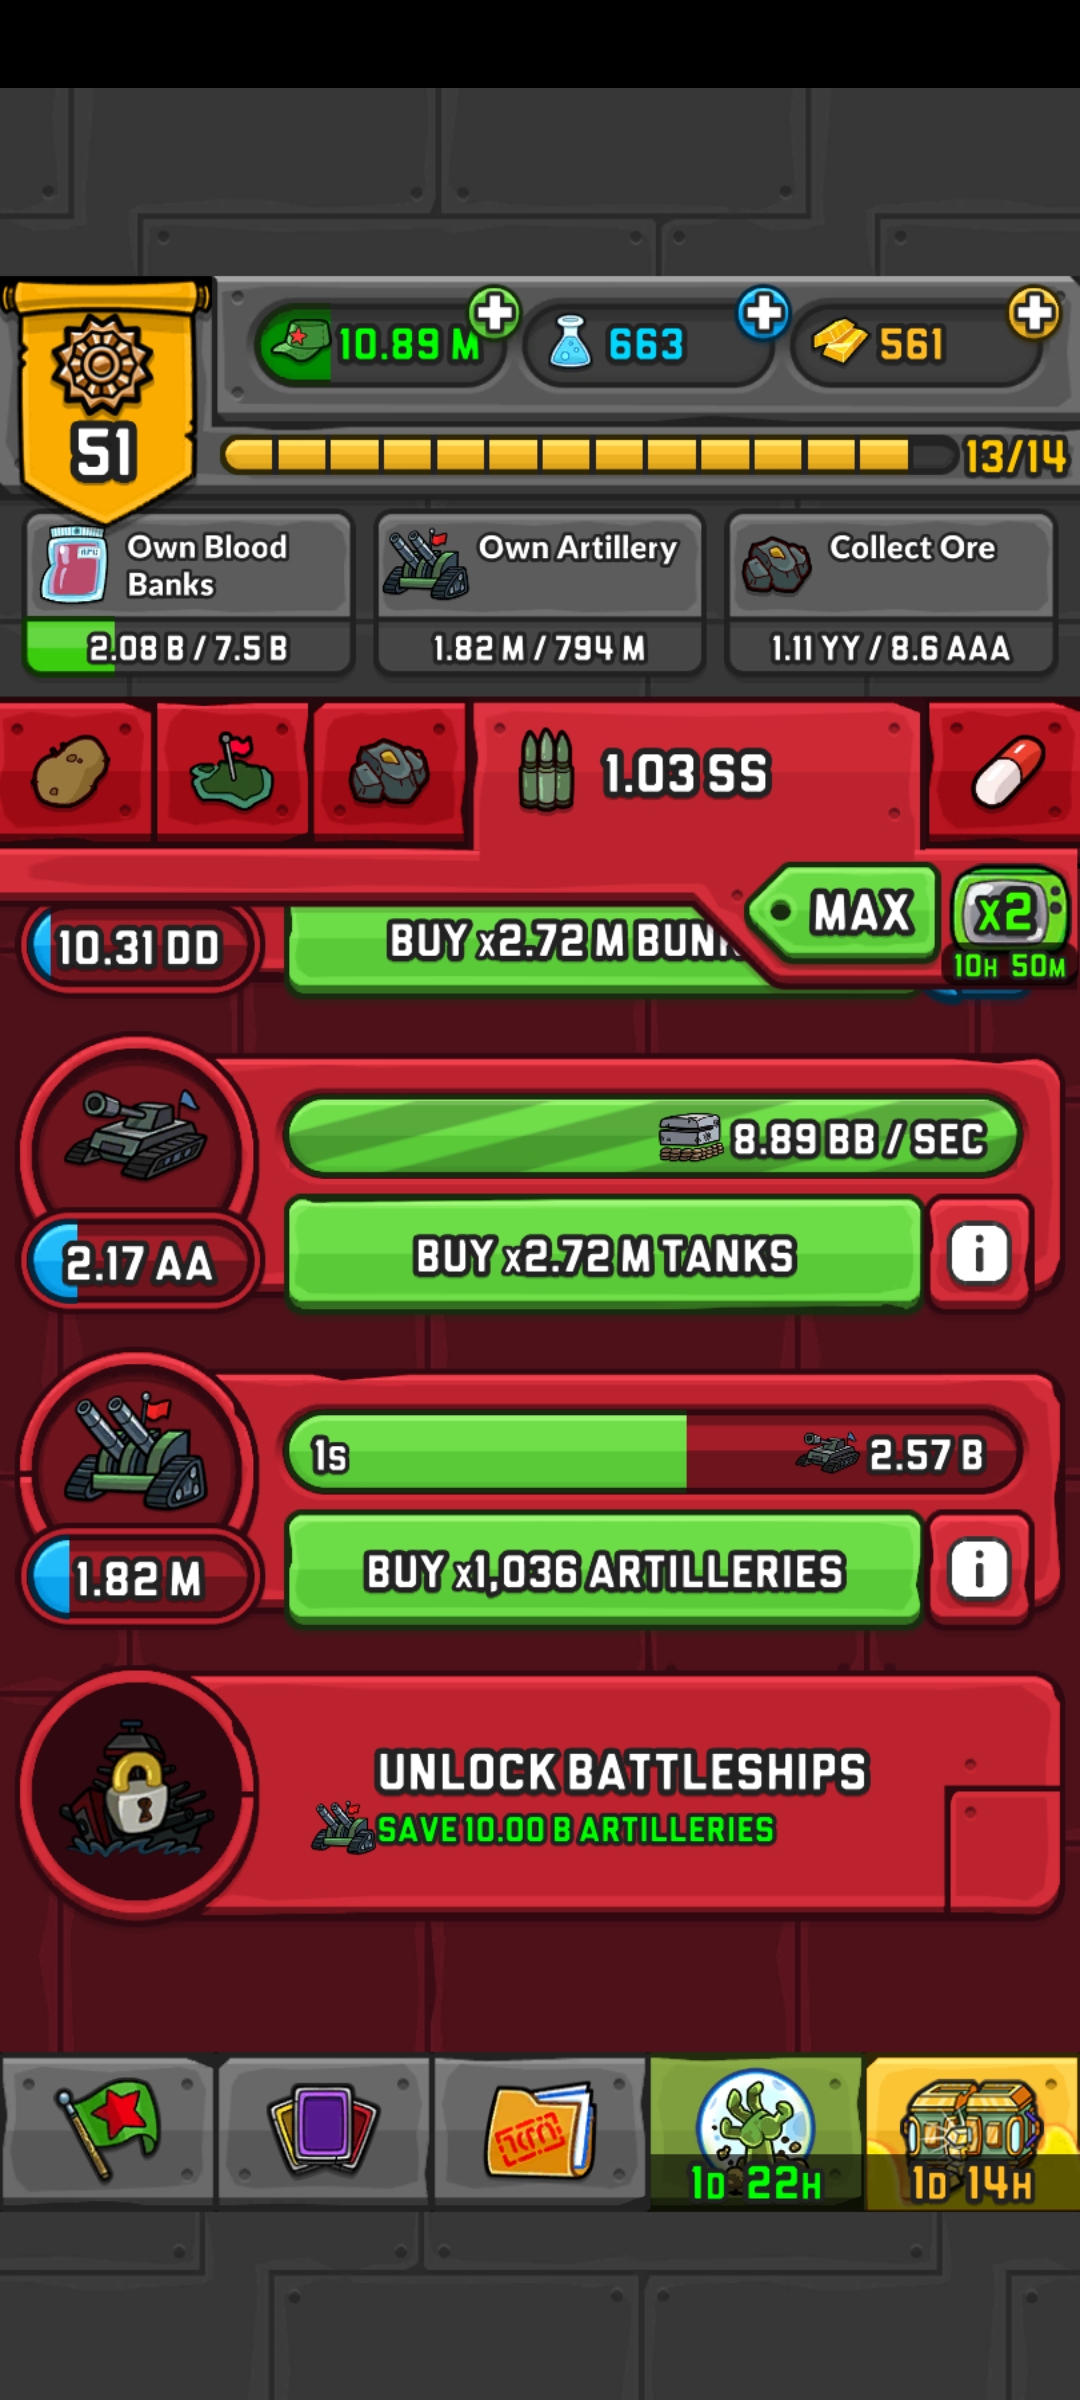 10.89 M
663
561
51
13/14
Own Blood
Banks
2.08 B / 7.5 B
Own Artillery
1.82 M / 794 M
Collect Ore
1.11 YY / 8.6 AAA
1.03 SS
MAX
x2
10H 50M
10.31 DD
BUY x2.72 M BUN
8.89 BB / SEC
2.17 AA
BUY x2.72 M TANKS
i
1s
2.57 B
1.82 M
BUY x1,036 ARTILLERIES
i
UNLOCK BATTLESHIPS
SAVE 10.00 B ARTILLERIES
1D 22H
1D 14H